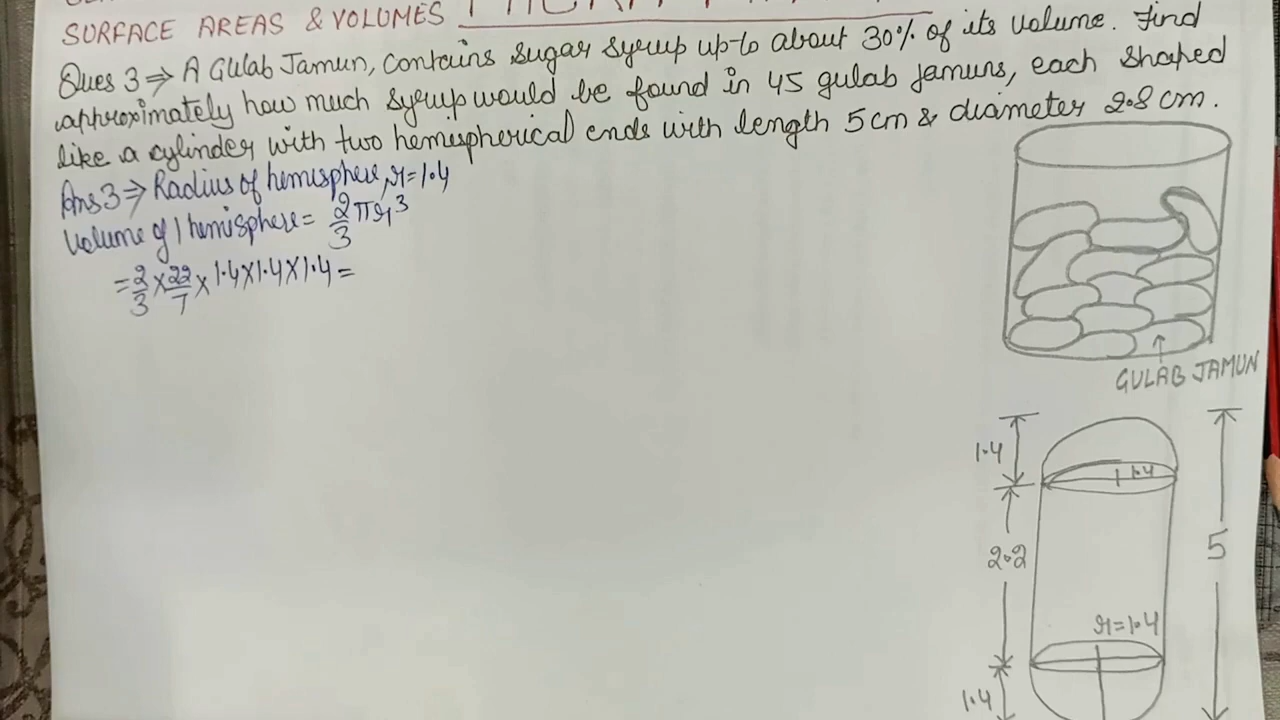 SURFACE AREAS & VOLUMES
Ques 3 ⇒ A Gulab Jamun, contains sugar syrup up-to about 30% of its volume. Find
approximately how much syrup would be found in 45 gulab jamuns, each shaped
like a cylinder with two hemispherical ends with length 5 cm & diameter 2.8 cm.
Ans 3 ⇒ Radius of hemisphere, r = 1.4
Volume of 1 hemisphere = 2/3 πr³
= 2/3 × 22/7 × 1.4 × 1.4 × 1.4 =
GULAB JAMUN
1.4
1.4
2.2
5
r = 1.4
1.4